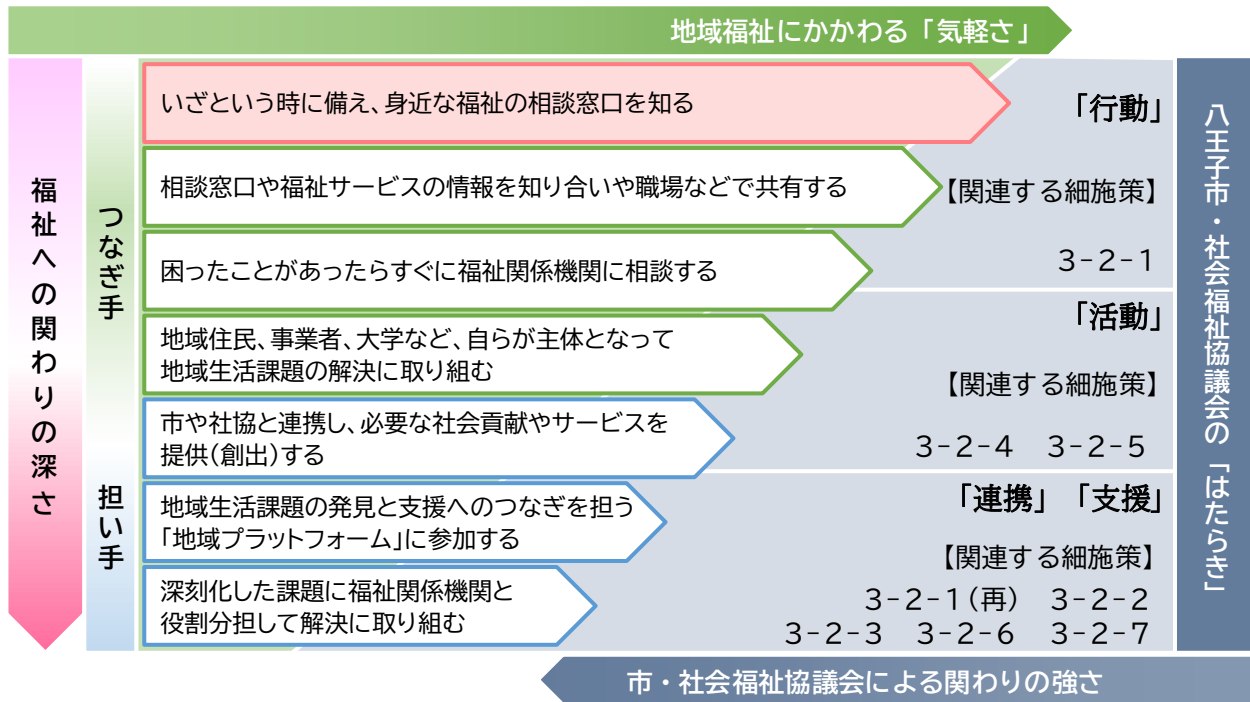 地域福祉にかかわる「気軽さ」
福祉への関わりの深さ
つなぎ手
担い手
いざという時に備え、身近な福祉の相談窓口を知る
相談窓口や福祉サービスの情報を知り合いや職場などで共有する
困ったことがあったらすぐに福祉関係機関に相談する
地域住民、事業者、大学など、自らが主体となって
地域生活課題の解決に取り組む
市や社協と連携し、必要な社会貢献やサービスを
提供(創出)する
地域生活課題の発見と支援へのつなぎを担う
「地域プラットフォーム」に参加する
深刻化した課題に福祉関係機関と
役割分担して解決に取り組む
「行動」
【関連する細施策】
3-2-1
「活動」
【関連する細施策】
3-2-4 3-2-5
「連携」「支援」
【関連する細施策】
3-2-1(再) 3-2-2
3-2-3 3-2-6 3-2-7
八王子市・社会福祉協議会の「はたらき」
市・社会福祉協議会による関わりの強さ